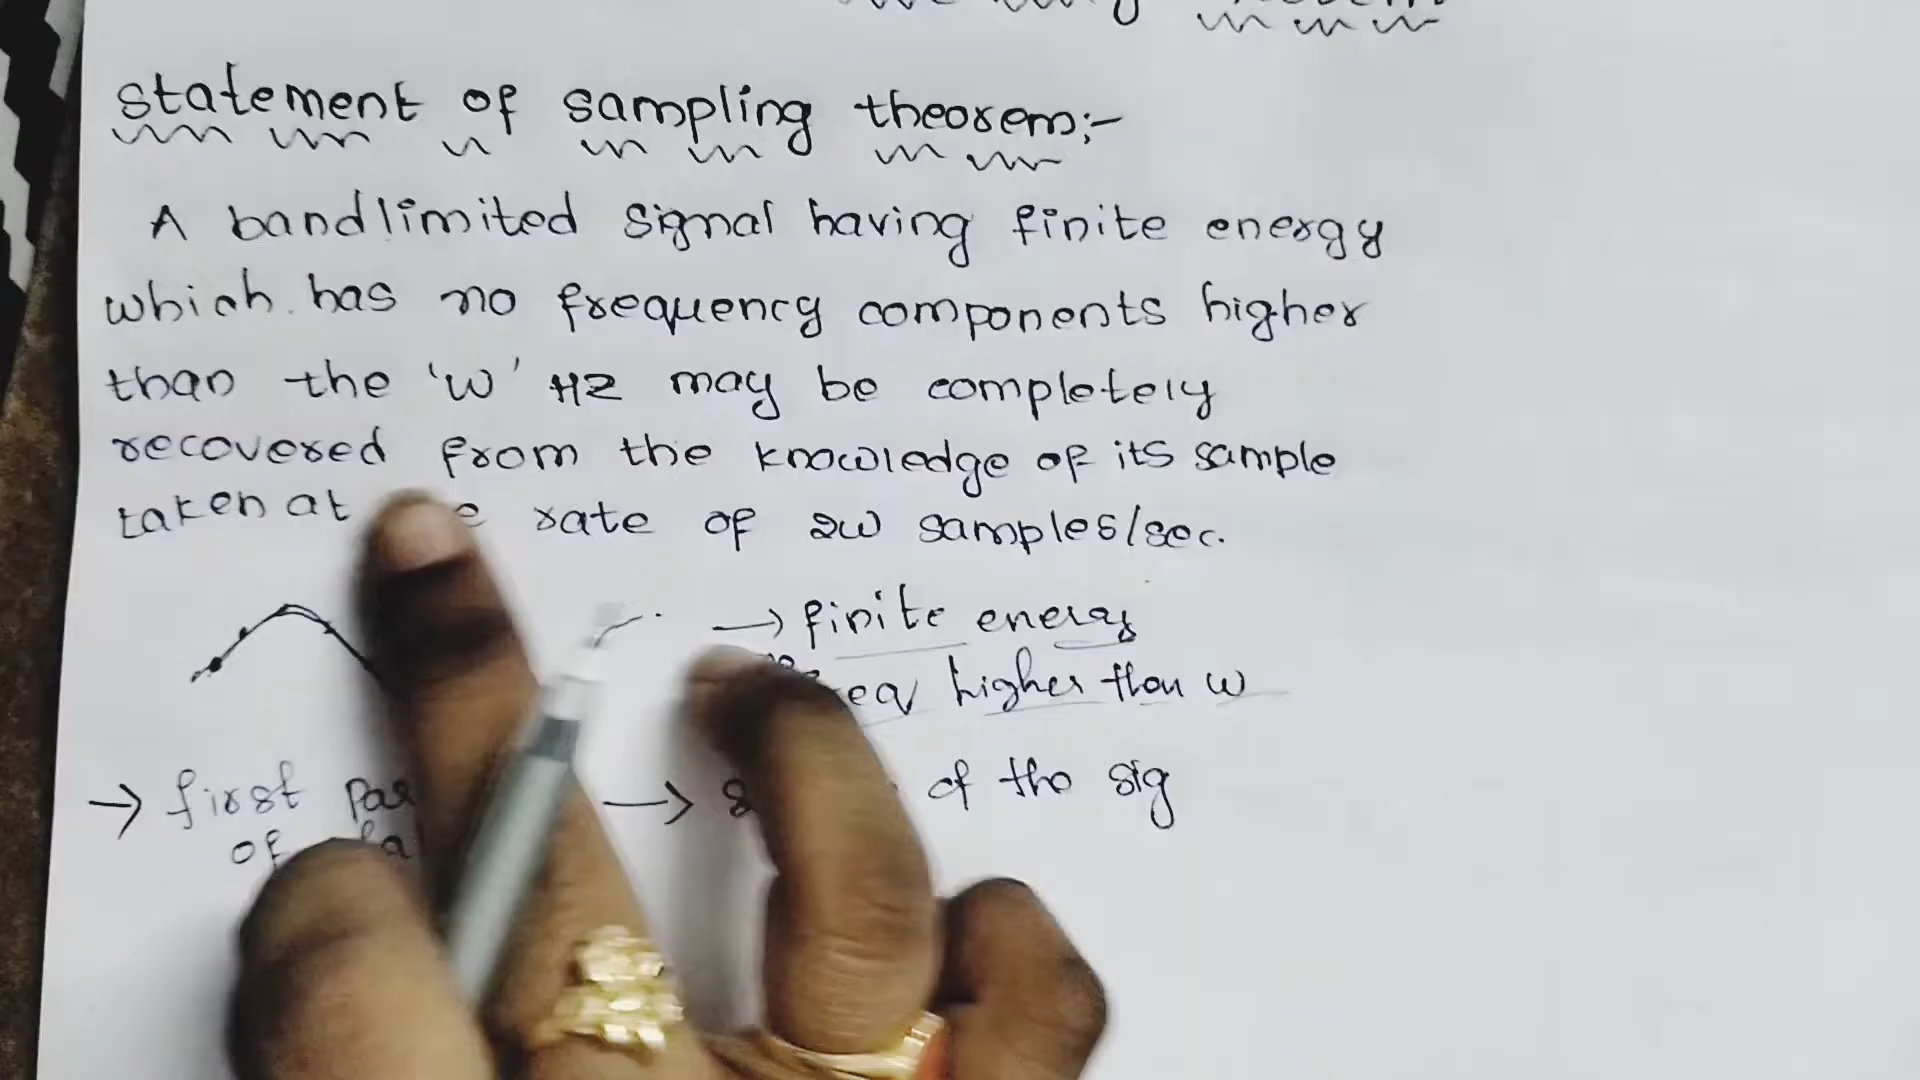 statement of sampling theorem:-
A bandlimited signal having finite energy
which has no frequency components higher
than the 'W' HZ may be completely
recovered from the knowledge of its sample
taken at rate of 2W samples/sec.
→ finite energy
higher than W
→ first
→ of the sig
of